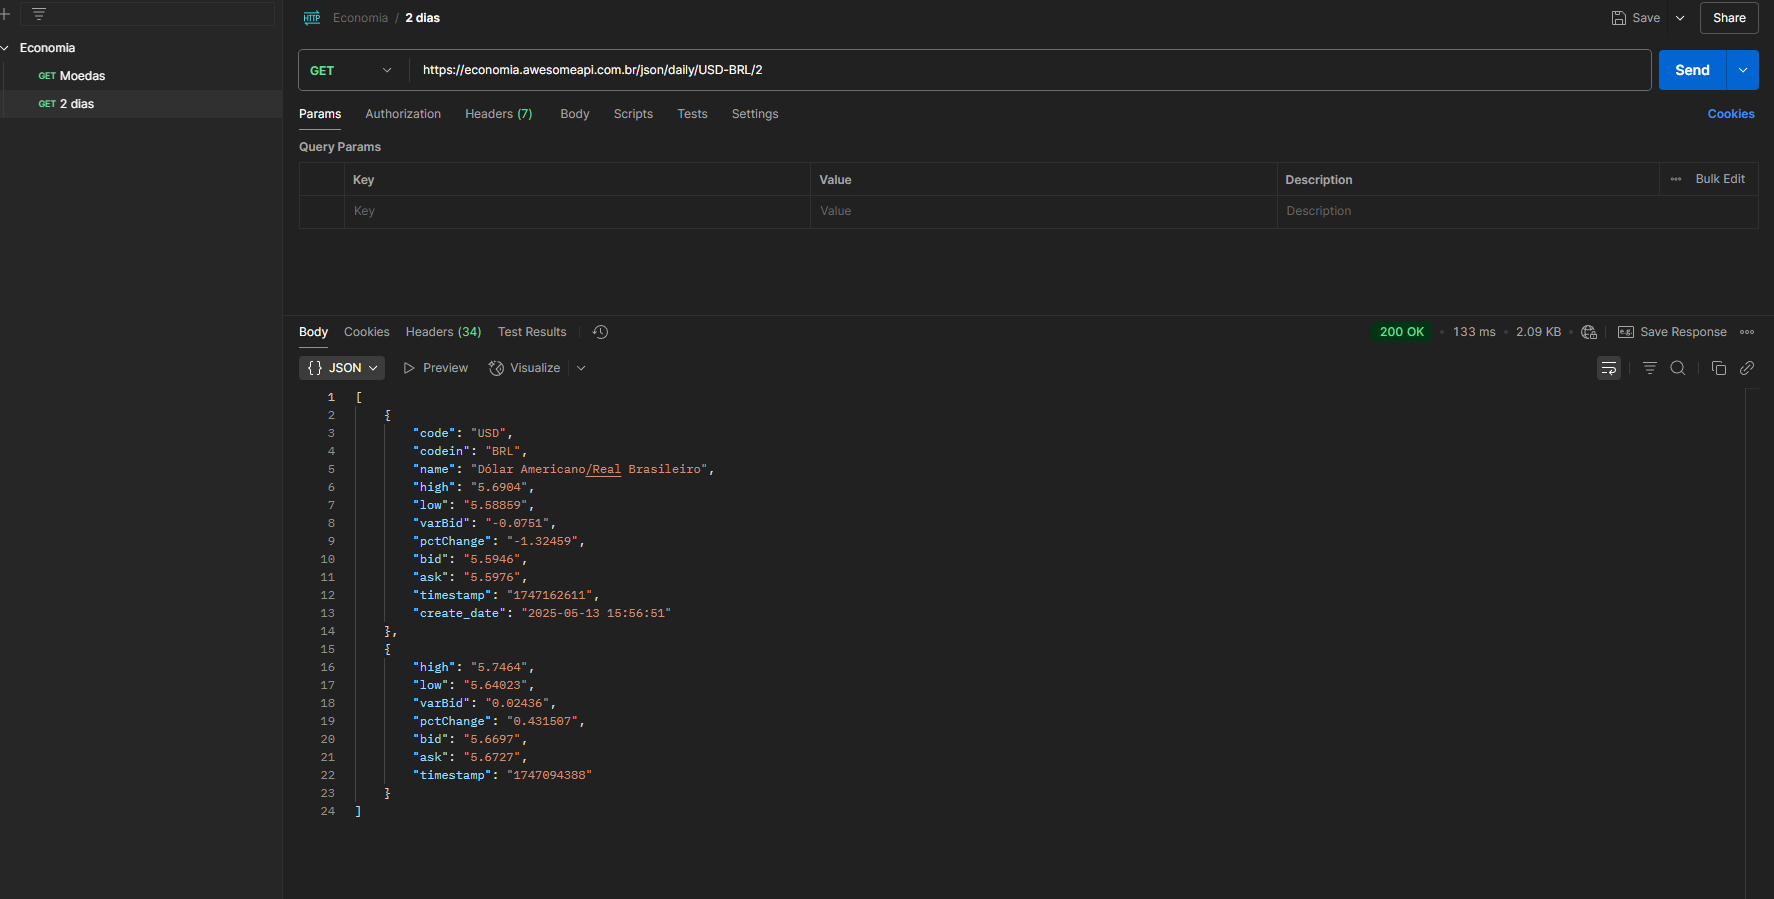 Economia / 2 dias
Save
Share
Economia
GET Moedas
GET 2 dias
GET
https://economia.awesomeapi.com.br/json/daily/USD-BRL/2
Send
Params Authorization Headers (7) Body Scripts Tests Settings
Cookies
Query Params
Key Value Description ••• Bulk Edit
Key Value Description
Body Cookies Headers (34) Test Results
200 OK • 133 ms • 2.09 KB • e.g. Save Response
{} JSON Preview Visualize
1 [
2 {
3 "code": "USD",
4 "codein": "BRL",
5 "name": "Dólar Americano/Real Brasileiro",
6 "high": "5.6904",
7 "low": "5.58859",
8 "varBid": "-0.0751",
9 "pctChange": "-1.32459",
10 "bid": "5.5946",
11 "ask": "5.5976",
12 "timestamp": "1747162611",
13 "create_date": "2025-05-13 15:56:51"
14 },
15 {
16 "high": "5.7464",
17 "low": "5.64023",
18 "varBid": "0.02436",
19 "pctChange": "0.431507",
20 "bid": "5.6697",
21 "ask": "5.6727",
22 "timestamp": "1747094388"
23 }
24 ]